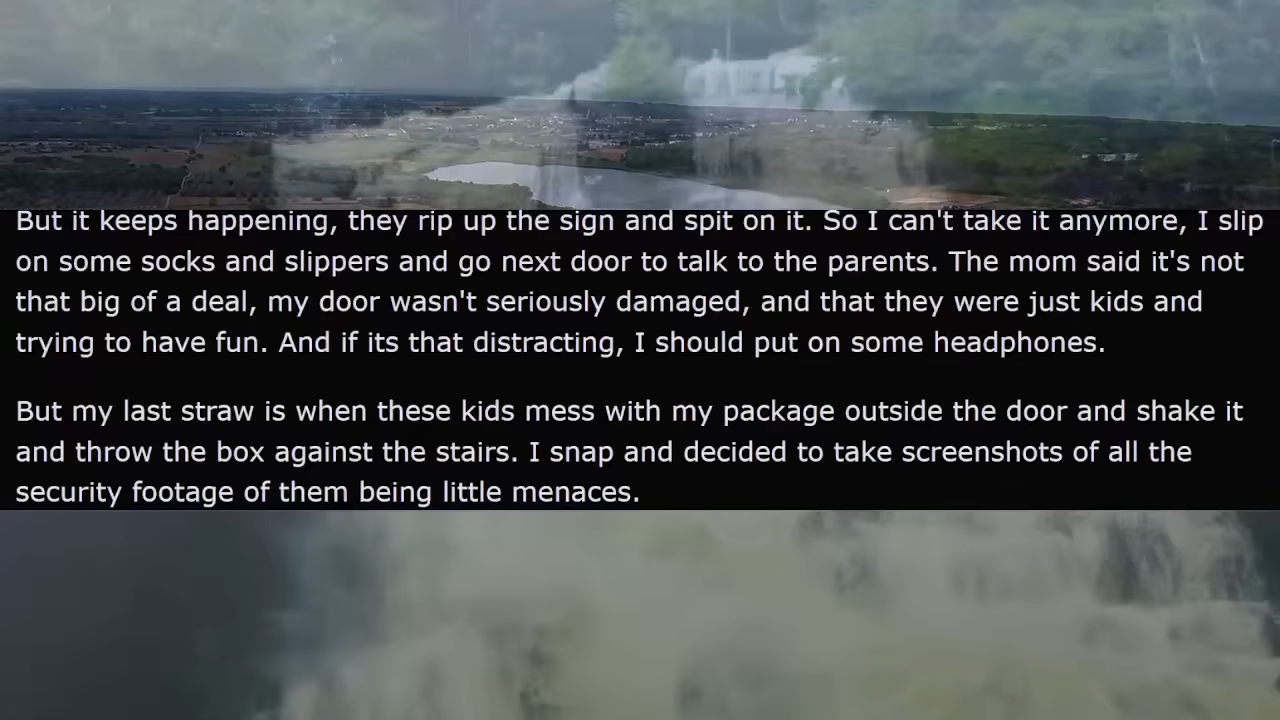 But it keeps happening, they rip up the sign and spit on it. So I can't take it anymore, I slip
on some socks and slippers and go next door to talk to the parents. The mom said it's not
that big of a deal, my door wasn't seriously damaged, and that they were just kids and
trying to have fun. And if its that distracting, I should put on some headphones.
But my last straw is when these kids mess with my package outside the door and shake it
and throw the box against the stairs. I snap and decided to take screenshots of all the
security footage of them being little menaces.